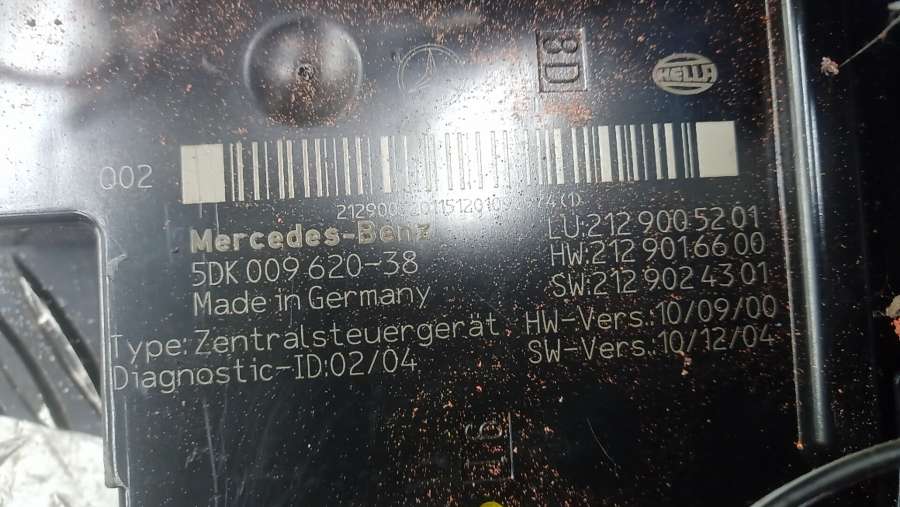 8D
HELLA
Q02
Mercedes-Benz
5DK 009 620-38
Made in Germany
LU:212 900 52 01
HW:212 901 66 00
SW:212 902 43 01
Type: Zentralsteuergerät
Diagnostic-ID:02/04
HW-Vers.:10/09/00
SW-Vers.:10/12/04